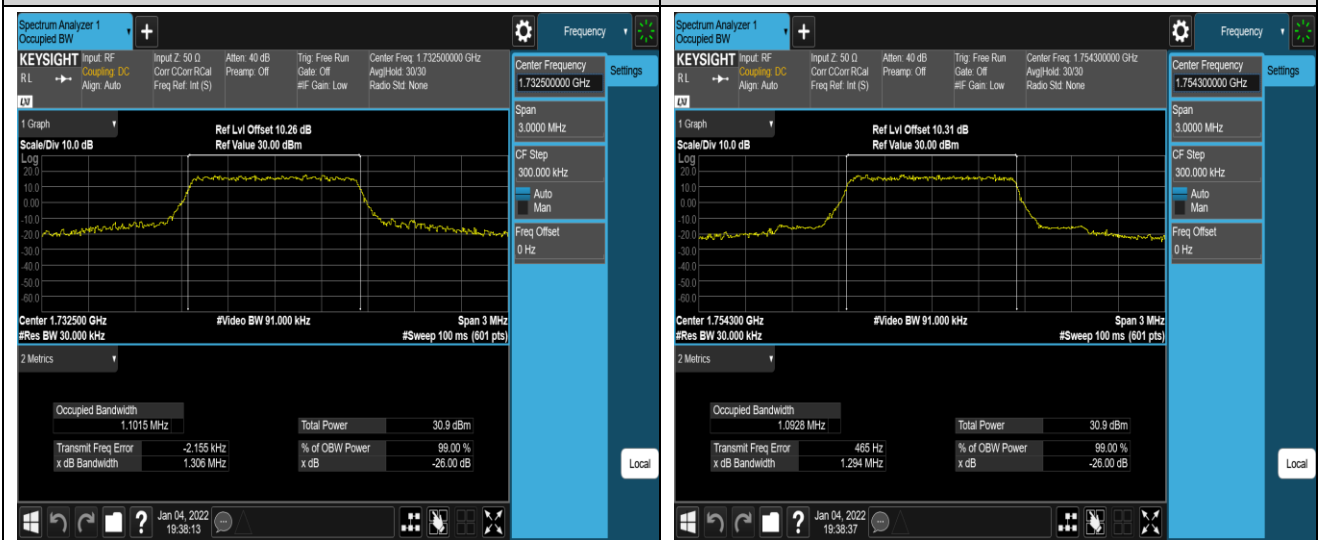 Spectrum Analyzer 1
Occupied BW
+
Frequency
KEYSIGHT Input: RF Input Z: 50 Ω Atten: 40 dB Trig: Free Run Center Freq: 1.732500000 GHz
R L Coupling: DC Corr CCorr RCal Preamp: Off Gate: Off Avg|Hold: 30/30
Align: Auto Freq Ref: Int (S) #IF Gain: Low Radio Std: None
LXI
Center Frequency
1.732500000 GHz
Settings
Span
3.0000 MHz
CF Step
300.000 kHz
Auto
Man
Freq Offset
0 Hz
Local
1 Graph
Ref Lvl Offset 10.26 dB
Scale/Div 10.0 dB Ref Value 30.00 dBm
Log
20.0
10.0
0.00
-10.0
-20.0
-30.0
-40.0
-50.0
-60.0
Center 1.732500 GHz #Video BW 91.000 kHz Span 3 MHz
#Res BW 30.000 kHz #Sweep 100 ms (601 pts)
2 Metrics
Occupied Bandwidth
1.1015 MHz Total Power 30.9 dBm
Transmit Freq Error -2.155 kHz % of OBW Power 99.00 %
x dB Bandwidth 1.306 MHz x dB -26.00 dB
? Jan 04, 2022
19:38:13
Spectrum Analyzer 1
Occupied BW
+
Frequency
KEYSIGHT Input: RF Input Z: 50 Ω Atten: 40 dB Trig: Free Run Center Freq: 1.754300000 GHz
R L Coupling: DC Corr CCorr RCal Preamp: Off Gate: Off Avg|Hold: 30/30
Align: Auto Freq Ref: Int (S) #IF Gain: Low Radio Std: None
LXI
Center Frequency
1.754300000 GHz
Settings
Span
3.0000 MHz
CF Step
300.000 kHz
Auto
Man
Freq Offset
0 Hz
Local
1 Graph
Ref Lvl Offset 10.31 dB
Scale/Div 10.0 dB Ref Value 30.00 dBm
Log
20.0
10.0
0.00
-10.0
-20.0
-30.0
-40.0
-50.0
-60.0
Center 1.754300 GHz #Video BW 91.000 kHz Span 3 MHz
#Res BW 30.000 kHz #Sweep 100 ms (601 pts)
2 Metrics
Occupied Bandwidth
1.0928 MHz Total Power 30.9 dBm
Transmit Freq Error 465 Hz % of OBW Power 99.00 %
x dB Bandwidth 1.294 MHz x dB -26.00 dB
? Jan 04, 2022
19:38:37